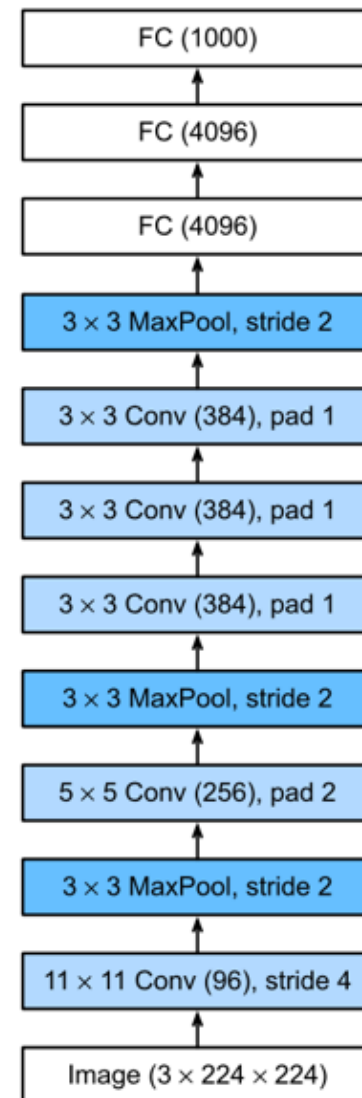 FC (1000)
FC (4096)
FC (4096)
3 × 3 MaxPool, stride 2
3 × 3 Conv (384), pad 1
3 × 3 Conv (384), pad 1
3 × 3 Conv (384), pad 1
3 × 3 MaxPool, stride 2
5 × 5 Conv (256), pad 2
3 × 3 MaxPool, stride 2
11 × 11 Conv (96), stride 4
Image (3 × 224 × 224)